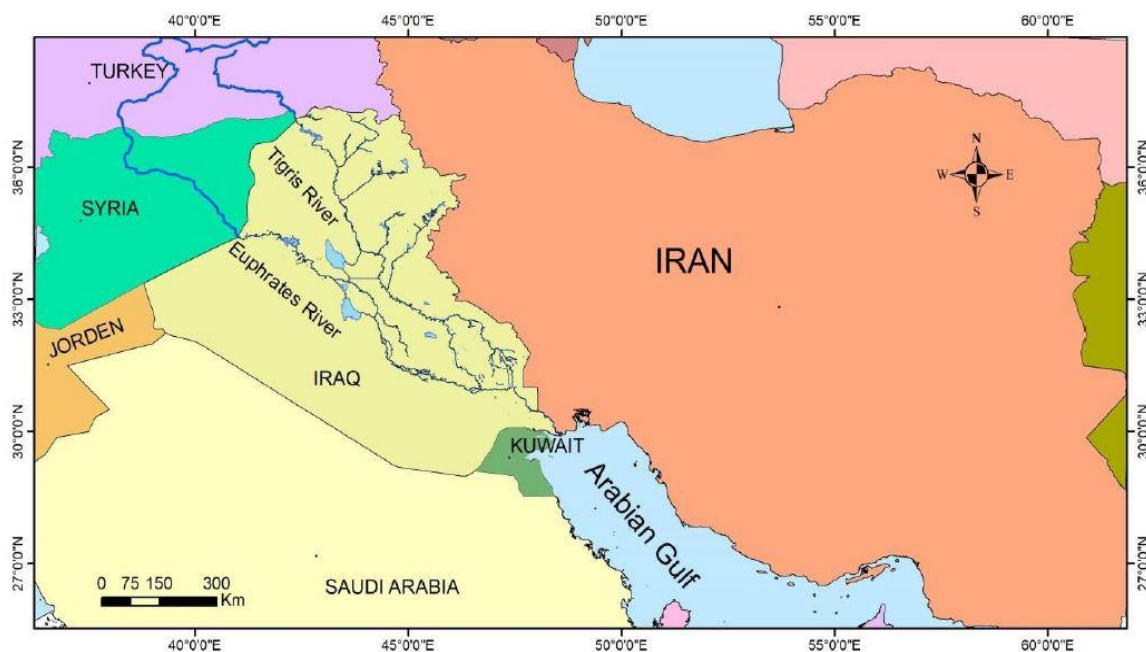 40°0'0"E 45°0'0"E 50°0'0"E 55°0'0"E 60°0'0"E
TURKEY
N
W E
S
36°0'0"N
36°0'0"N
Tigris River
SYRIA
IRAN
Euphrates River
33°0'0"N
33°0'0"N
JORDEN
IRAQ
30°0'0"N
30°0'0"N
KUWAIT
Arabian Gulf
27°0'0"N
27°0'0"N
0 75 150 300
Km
SAUDI ARABIA
40°0'0"E 45°0'0"E 50°0'0"E 55°0'0"E 60°0'0"E